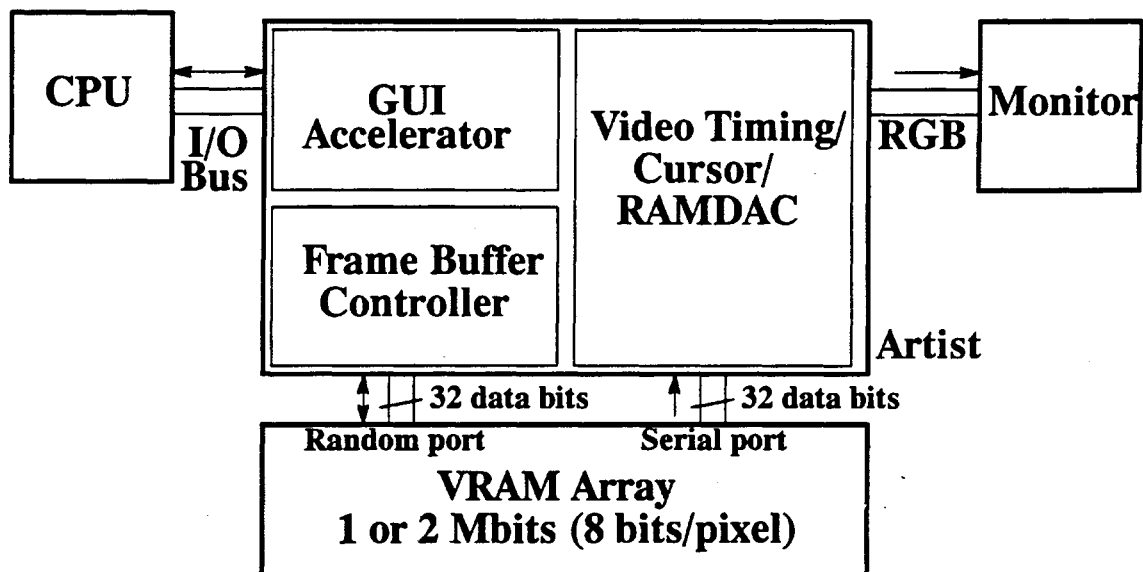 CPU
I/O
Bus
GUI
Accelerator
Frame Buffer
Controller
Video Timing/
Cursor/
RAMDAC
RGB
Monitor
Artist
32 data bits
32 data bits
Random port
Serial port
VRAM Array
1 or 2 Mbits (8 bits/pixel)